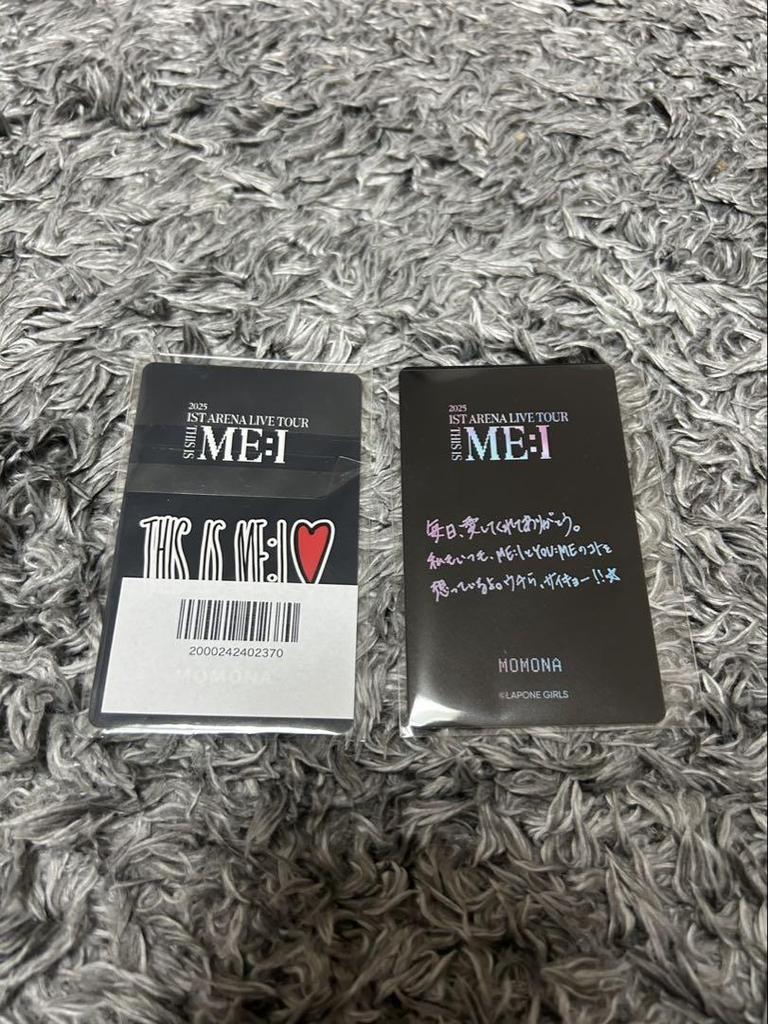 2025
1ST ARENA LIVE TOUR
THIS IS
ME:I
THIS IS ME:I
2000242402370
MOMONA
2025
1ST ARENA LIVE TOUR
THIS IS
ME:I
毎日、愛してくれてありがとう。
私もいつも、ME:IとYOU:MEのコトを
想っているよ。ウチら、サイキョー!!☆
MOMONA
©LAPONE GIRLS